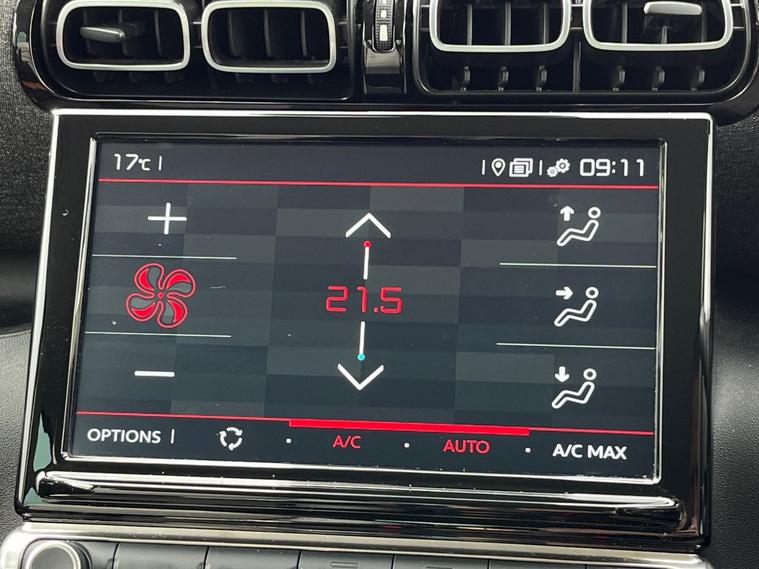 17°C 09:11
21.5
OPTIONS A/C AUTO A/C MAX